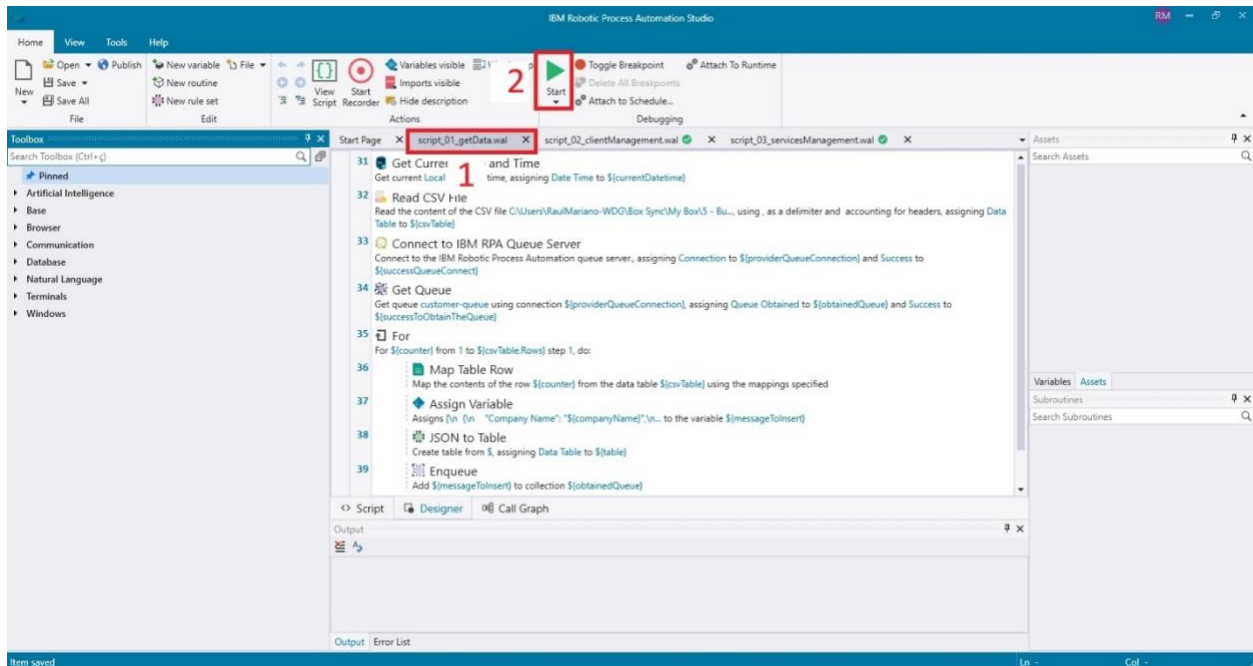 IBM Robotic Process Automation Studio
RM
Home View Tools Help
New
Open
Publish
Save
Save All
File
New variable
File
New routine
New rule set
Edit
View Script
Start Recorder
Variables visible
Imports visible
Hide description
Actions
2
Start
Toggle Breakpoint
Attach To Runtime
Delete All Breakpoints
Attach to Schedule...
Debugging
Toolbox
Search Toolbox (Ctrl+ç)
Pinned
Artificial Intelligence
Base
Browser
Communication
Database
Natural Language
Terminals
Windows
Start Page script_01_getData.wal script_02_clientManagement.wal script_03_servicesManagement.wal
1
31 Get and Time
Get current Local time, assigning Date Time to ${currentDatetime}
32 Read CSV File
Read the content of the CSV file C:\Users\RaulMariano-WDG\Box Sync\My Box\5 - Bu..., using , as a delimiter and accounting for headers, assigning Data
Table to ${csvTable}
33 Connect to IBM RPA Queue Server
Connect to the IBM Robotic Process Automation queue server., assigning Connection to ${providerQueueConnection} and Success to
${successQueueConnect}
34 Get Queue
Get queue customer-queue using connection ${providerQueueConnection}, assigning Queue Obtained to ${obtainedQueue} and Success to
${successToObtainTheQueue}
35 For
For ${counter} from 1 to ${csvTable.Rows} step 1, do:
36 Map Table Row
Map the contents of the row ${counter} from the data table ${csvTable} using the mappings specified
37 Assign Variable
Assigns [\n {\n "Company Name": "${companyName}",\n... to the variable ${messageToInsert}
38 JSON to Table
Create table from $, assigning Data Table to ${table}
39 Enqueue
Add ${messageToInsert} to collection ${obtainedQueue}
Script Designer Call Graph
Output
Output Error List
Assets
Search Assets
Variables Assets
Subroutines
Search Subroutines
Item saved
Ln - Col -